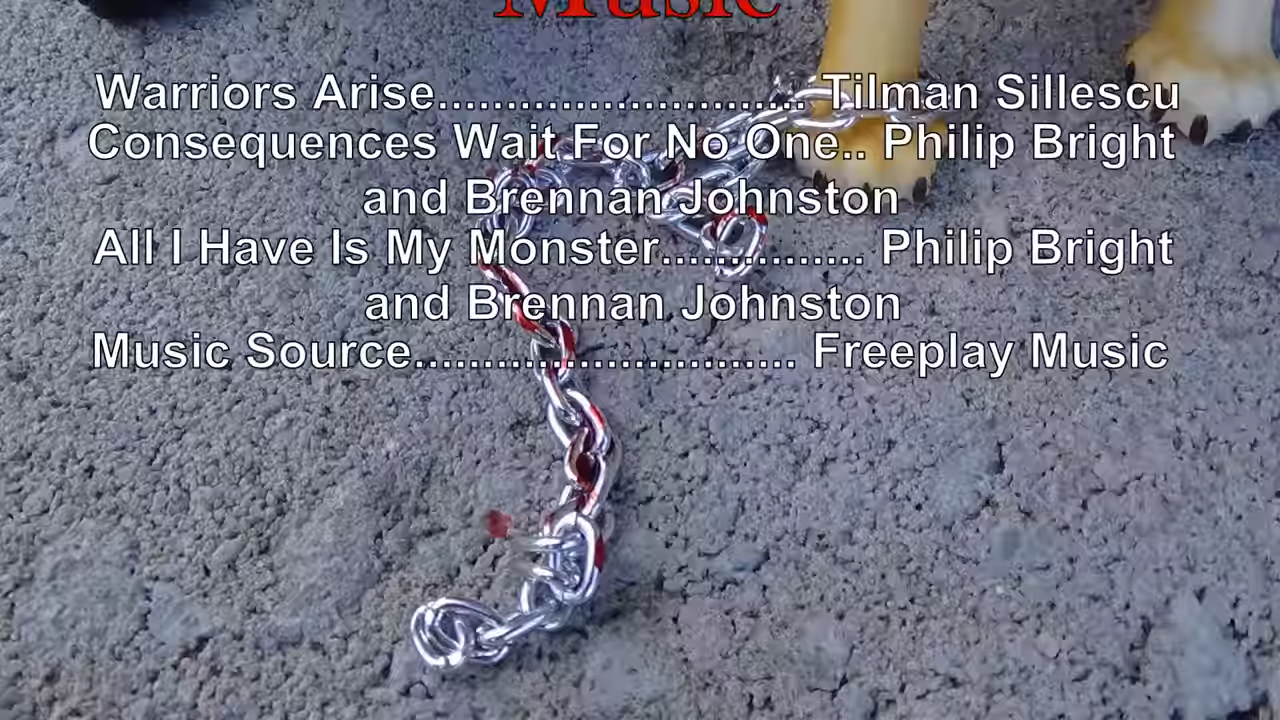 Music
Warriors Arise........................... Tilman Sillescu
Consequences Wait For No One.. Philip Bright
and Brennan Johnston
All I Have Is My Monster............... Philip Bright
and Brennan Johnston
Music Source............................ Freeplay Music